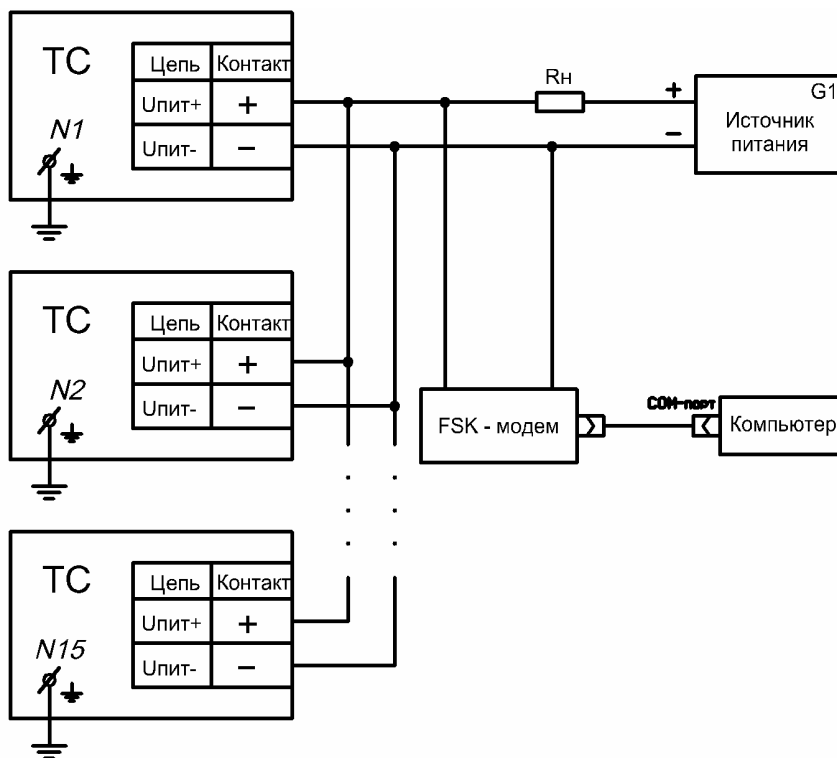 ТС
Цепь Контакт
Uпит+ +
Uпит- −
N1
Rн
+
−
G1
Источник
питания
ТС
Цепь Контакт
Uпит+ +
Uпит- −
N2
FSK - модем
COM-порт
Компьютер
ТС
Цепь Контакт
Uпит+ +
Uпит- −
N15